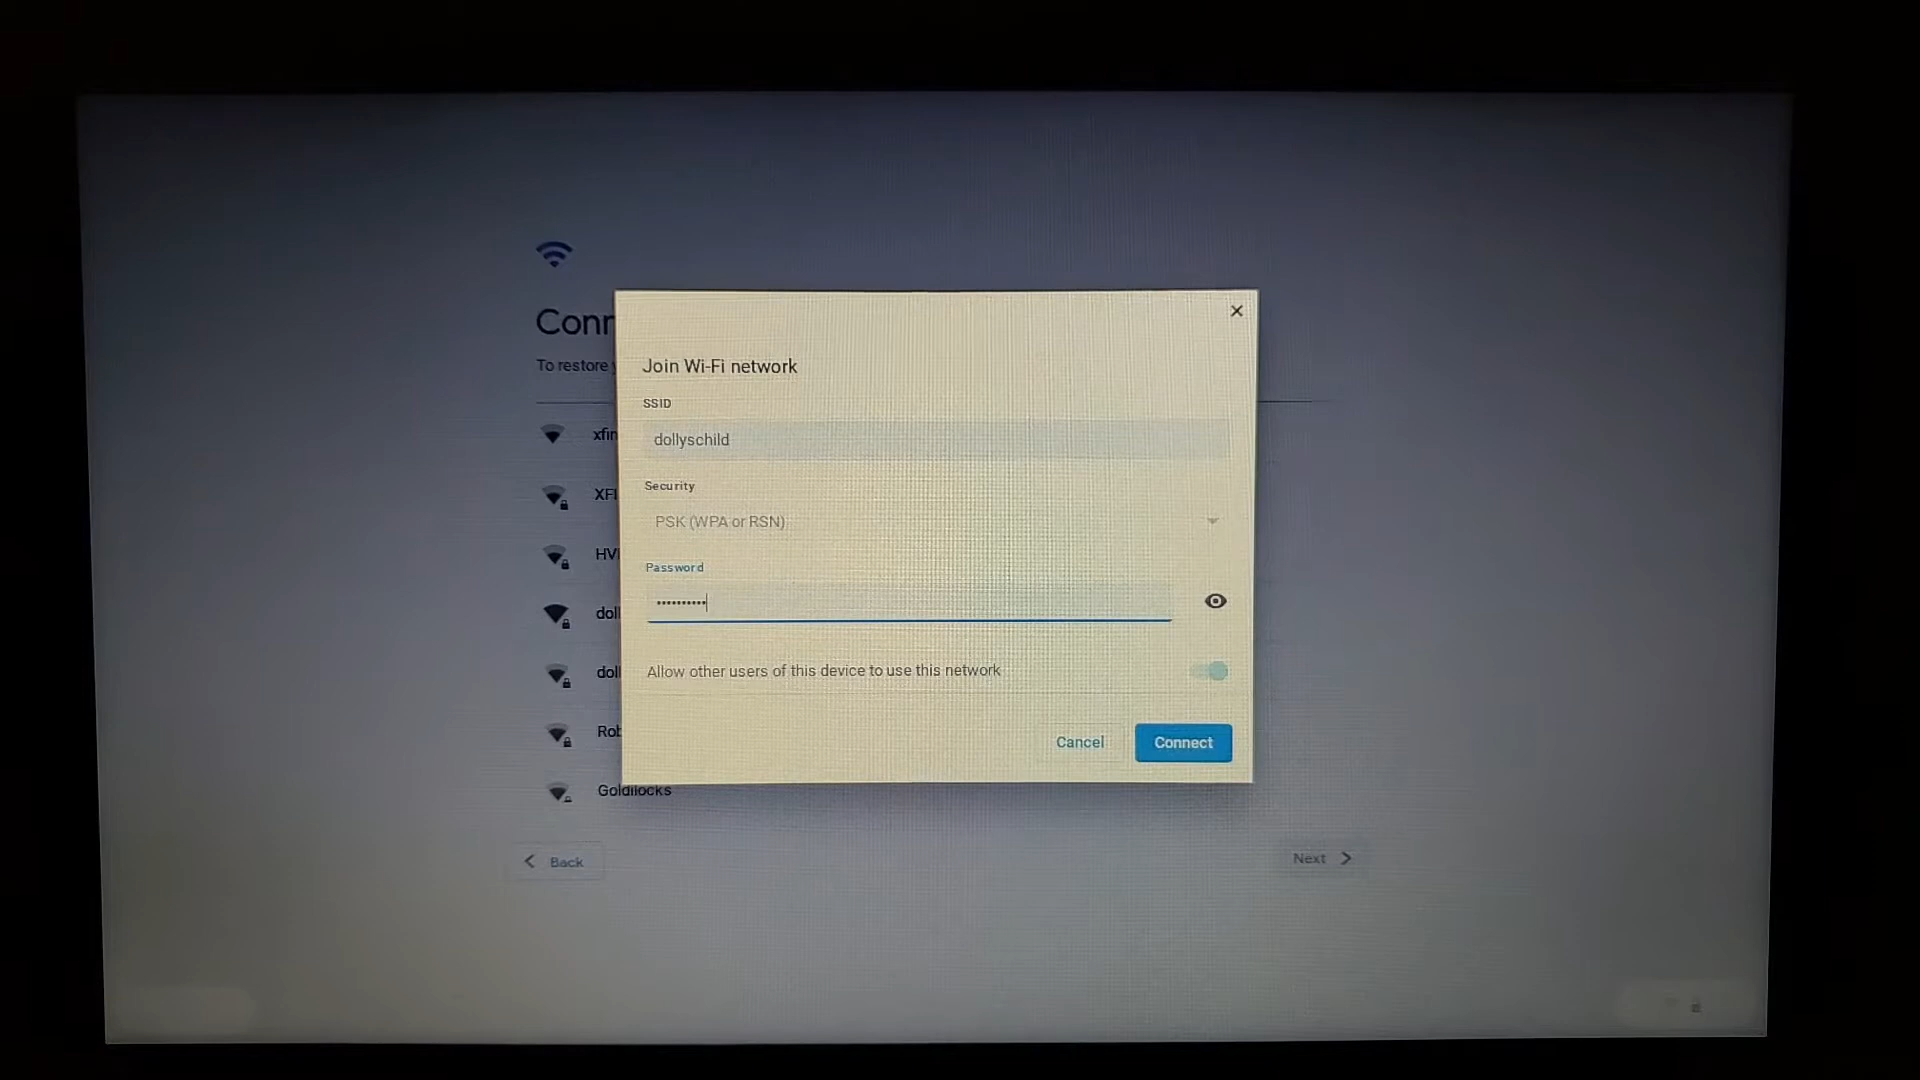 Conn
To restore
Join Wi-Fi network
SSID
dollyschild
Security
PSK (WPA or RSN)
Password
••••••••••
Allow other users of this device to use this network
Cancel
Connect
xfin
XFI
HV
doll
doll
Rob
Goldilocks
Back
Next